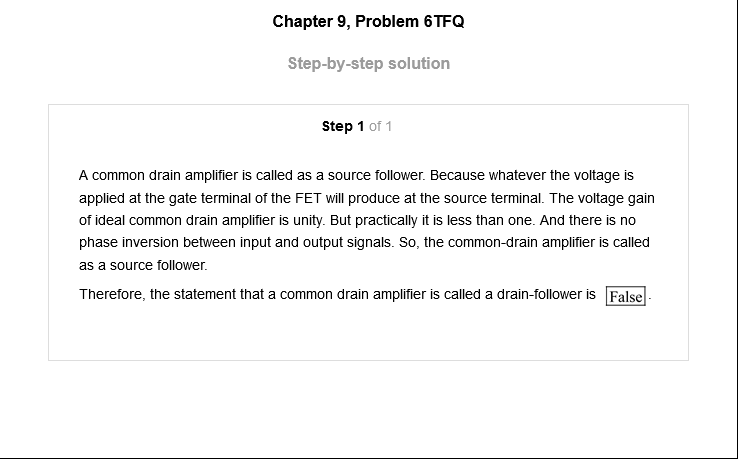 Chapter 9, Problem 6TFQ
Step-by-step solution
Step 1 of 1
A common drain amplifier is called as a source follower. Because whatever the voltage is
applied at the gate terminal of the FET will produce at the source terminal. The voltage gain
of ideal common drain amplifier is unity. But practically it is less than one. And there is no
phase inversion between input and output signals. So, the common-drain amplifier is called
as a source follower.
Therefore, the statement that a common drain amplifier is called a drain-follower is False.